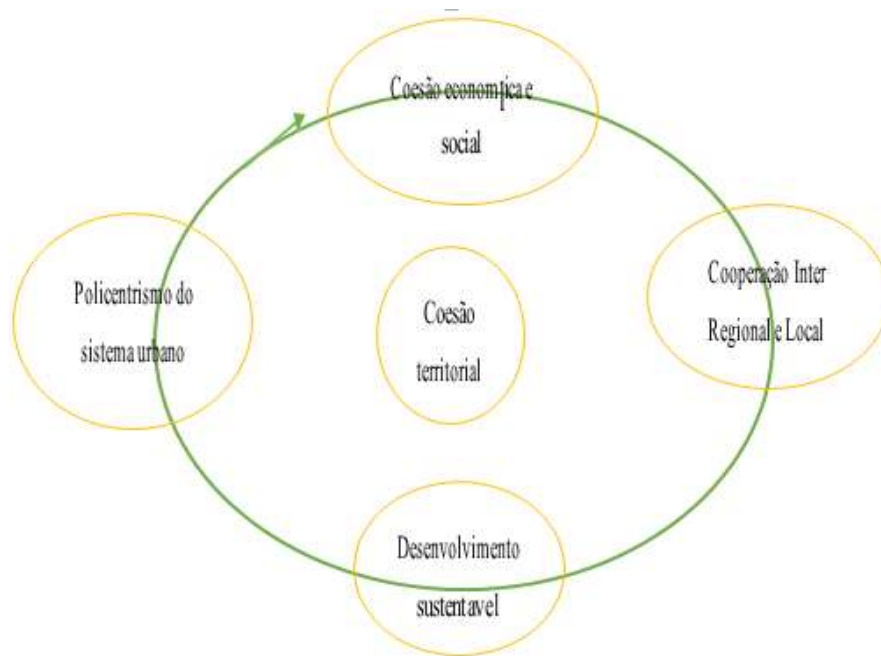 Coesão economica e
social
Policentrismo do
sistema urbano
Coesão
territorial
Cooperação Inter
Regional e Local
Desenvolvimento
sustentavel